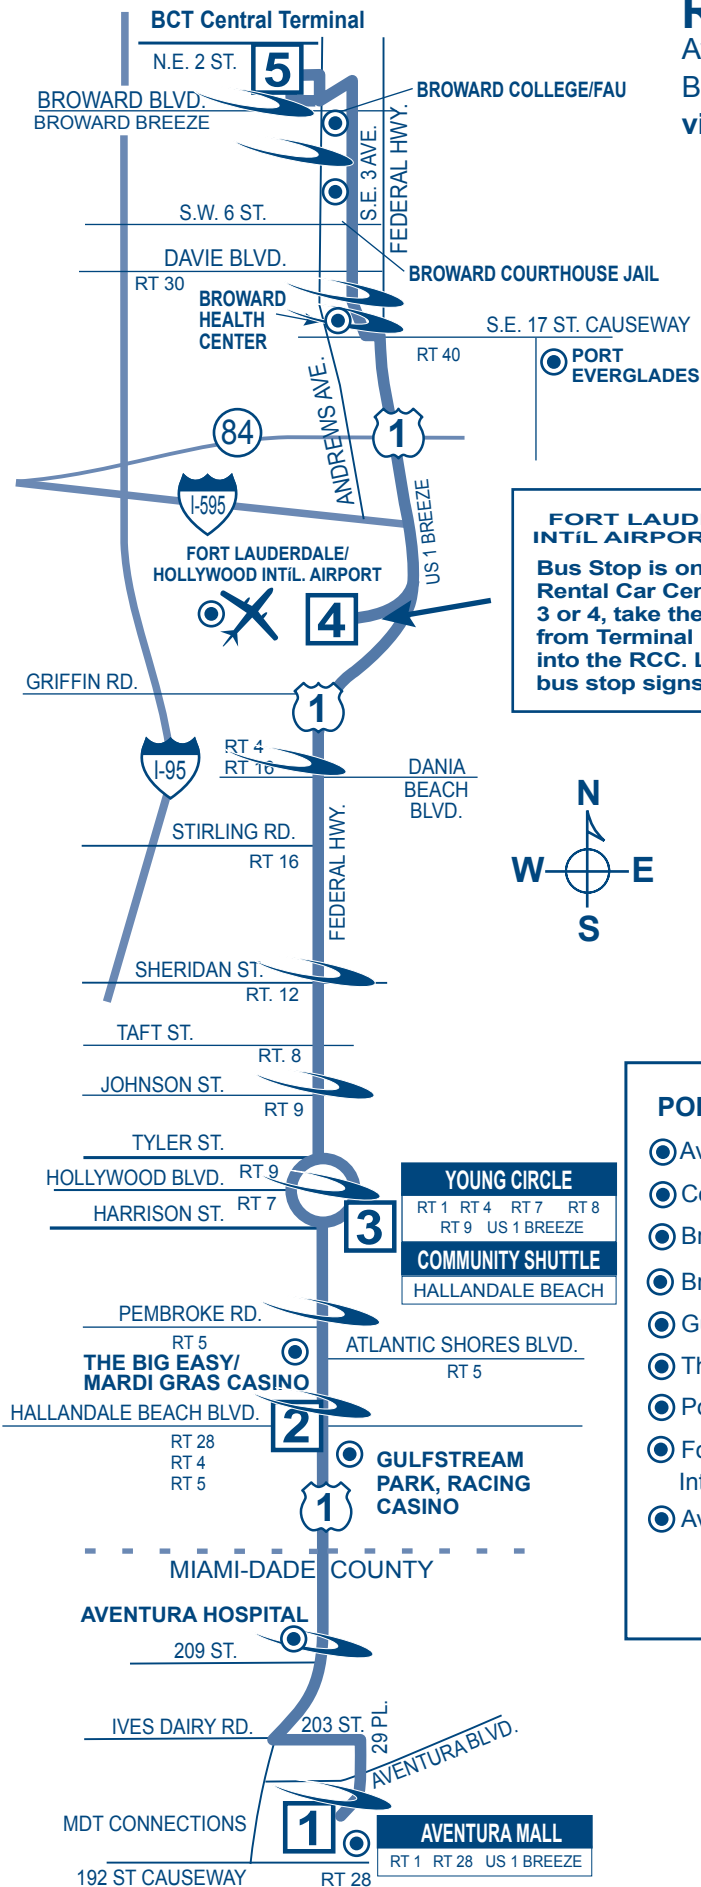 BCT Central Terminal
N.E. 2 ST.
5
BROWARD BLVD.
BROWARD BREEZE
BROWARD COLLEGE/FAU
S.E. 3 AVE.
FEDERAL HWY.
S.W. 6 ST.
DAVIE BLVD.
RT 30
BROWARD COURTHOUSE JAIL
BROWARD
HEALTH
CENTER
S.E. 17 ST. CAUSEWAY
RT 40
PORT
EVERGLADES
ANDREWS AVE.
84
1
I-595
US 1 BREEZE
FORT LAUDERDALE/
HOLLYWOOD INTíL. AIRPORT
4
FORT LAUD
INTíL AIRPOR
Bus Stop is on
Rental Car Cen
3 or 4, take the
from Terminal
into the RCC. L
bus stop signs
GRIFFIN RD.
1
I-95
RT 4
RT 16
DANIA
BEACH
BLVD.
N
W E
S
STIRLING RD.
RT 16
FEDERAL HWY.
SHERIDAN ST.
RT. 12
TAFT ST.
RT. 8
JOHNSON ST.
RT 9
TYLER ST.
HOLLYWOOD BLVD.
RT 9
RT 7
HARRISON ST.
3
YOUNG CIRCLE
RT 1 RT 4 RT 7 RT 8
RT 9 US 1 BREEZE
COMMUNITY SHUTTLE
HALLANDALE BEACH
PEMBROKE RD.
RT 5
ATLANTIC SHORES BLVD.
RT 5
THE BIG EASY/
MARDI GRAS CASINO
HALLANDALE BEACH BLVD.
2
RT 28
RT 4
RT 5
GULFSTREAM
PARK, RACING
CASINO
1
MIAMI-DADE COUNTY
AVENTURA HOSPITAL
209 ST.
IVES DAIRY RD.
203 ST.
29 PL.
AVENTURA BLVD.
MDT CONNECTIONS
1
AVENTURA MALL
RT 1 RT 28 US 1 BREEZE
192 ST CAUSEWAY
RT 28